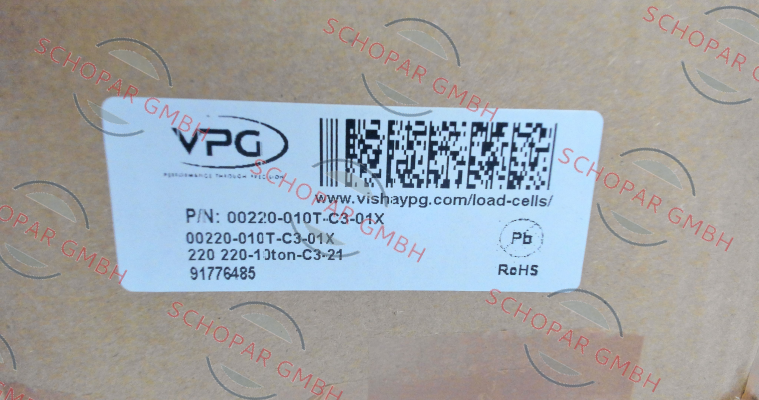 VPG
PERFORMANCE THROUGH PRECISION
www.vishaypg.com/load-cells/
P/N: 00220-010T-C3-01X
00220-010T-C3-01X
220 220-10ton-C3-21
91776485
Pb
RoHS
SCHOPAR GMBH
SCHOPAR GMBH
SCHOPAR GMBH
SCHOPAR GMBH
SCHOPAR GMBH
SCHOPAR GMBH
SCHOPAR GMBH
SCHOPAR GMBH